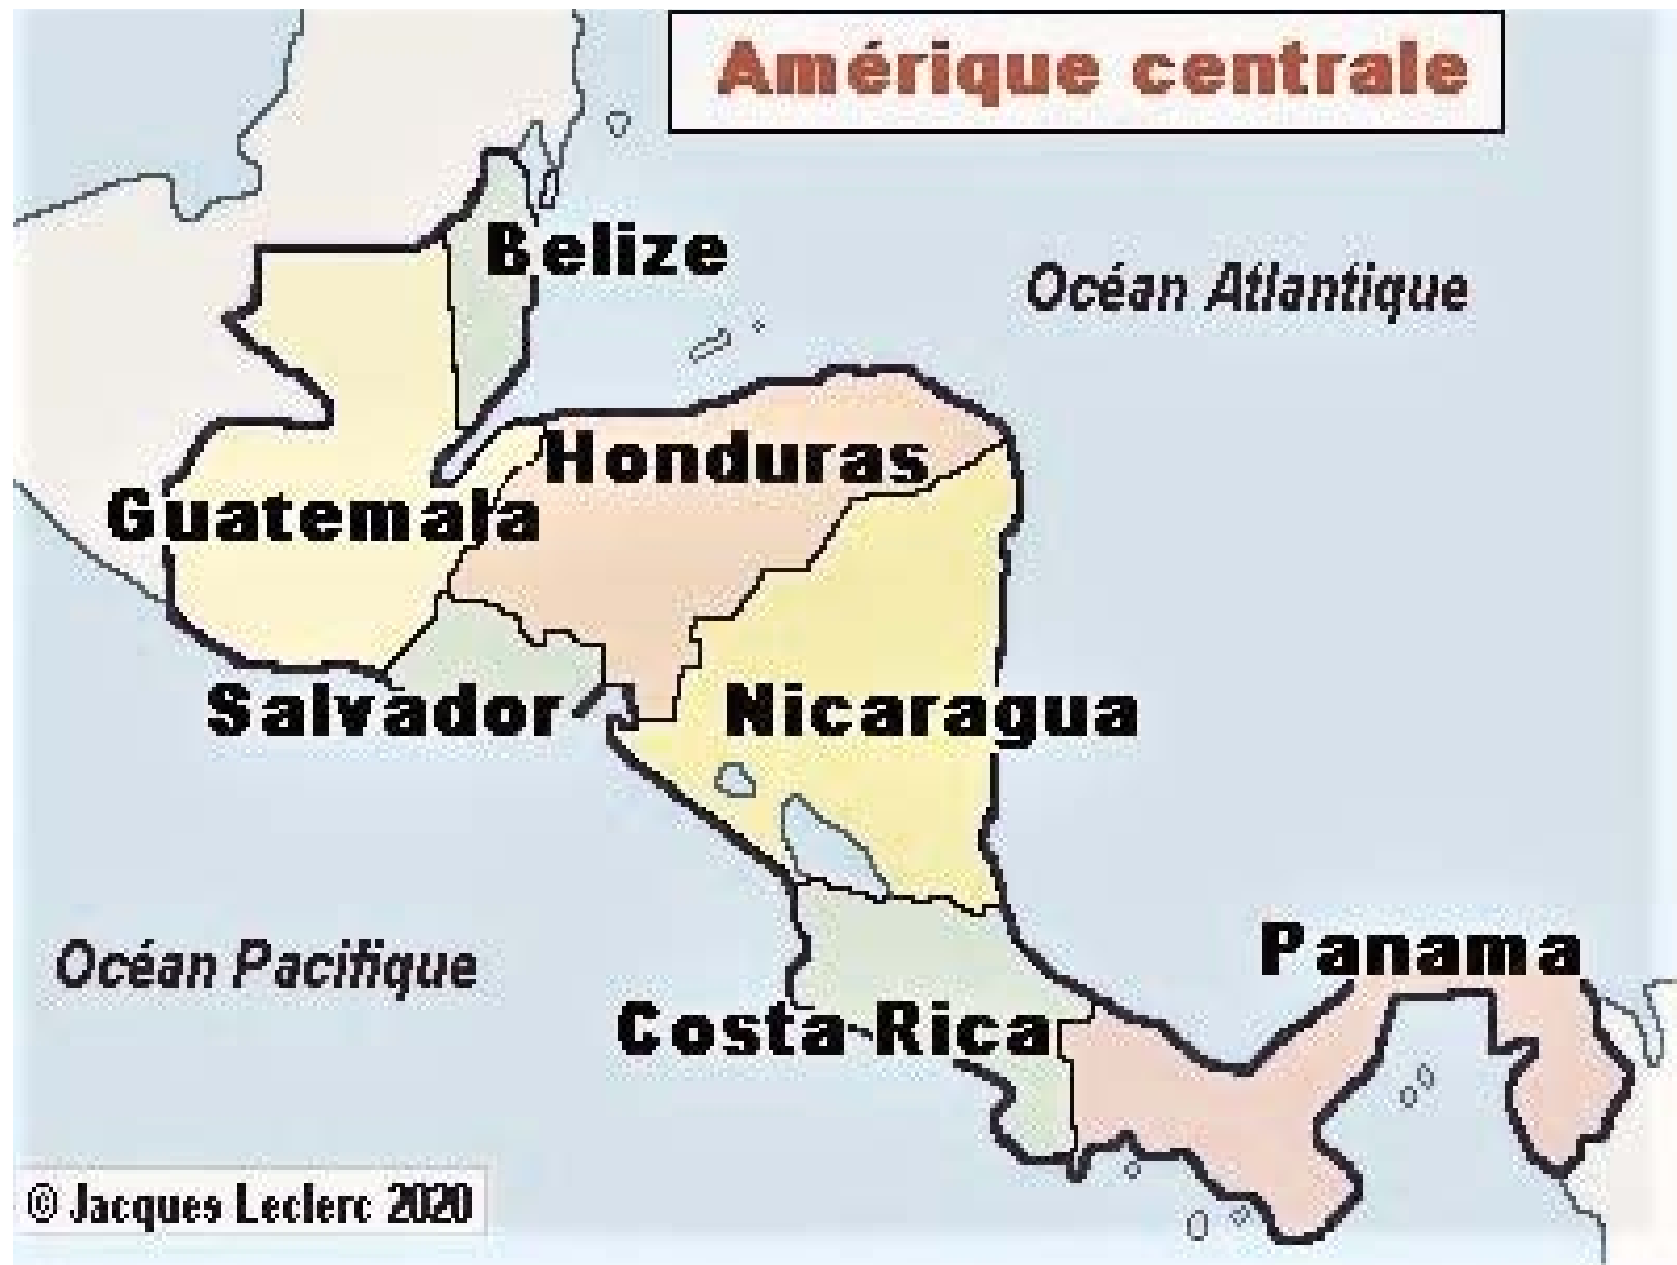 Amérique centrale
Belize
Océan Atlantique
Honduras
Guatemala
Salvador
Nicaragua
Océan Pacifique
Panama
Costa-Rica
© Jacques Leclerc 2020